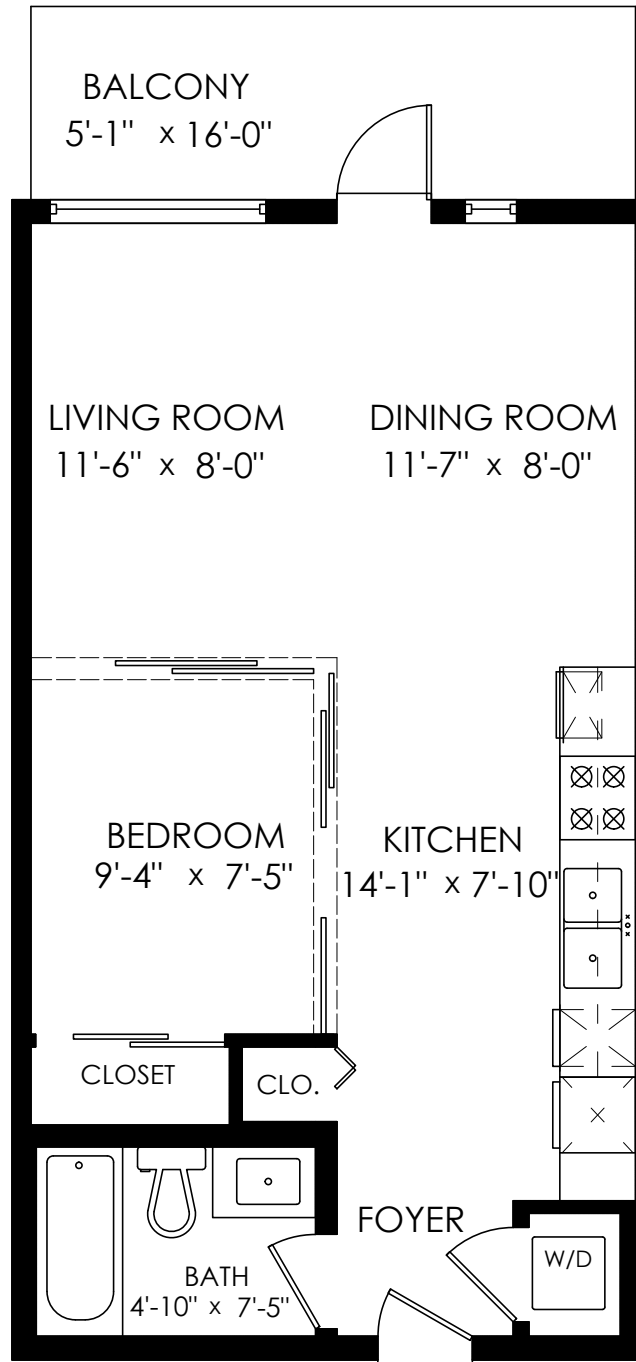 BALCONY
5'-1" x 16'-0"
LIVING ROOM
11'-6" x 8'-0"
DINING ROOM
11'-7" x 8'-0"
BEDROOM
9'-4" x 7'-5"
KITCHEN
14'-1" x 7'-10"
CLOSET
CLO.
FOYER
W/D
BATH
4'-10" x 7'-5"